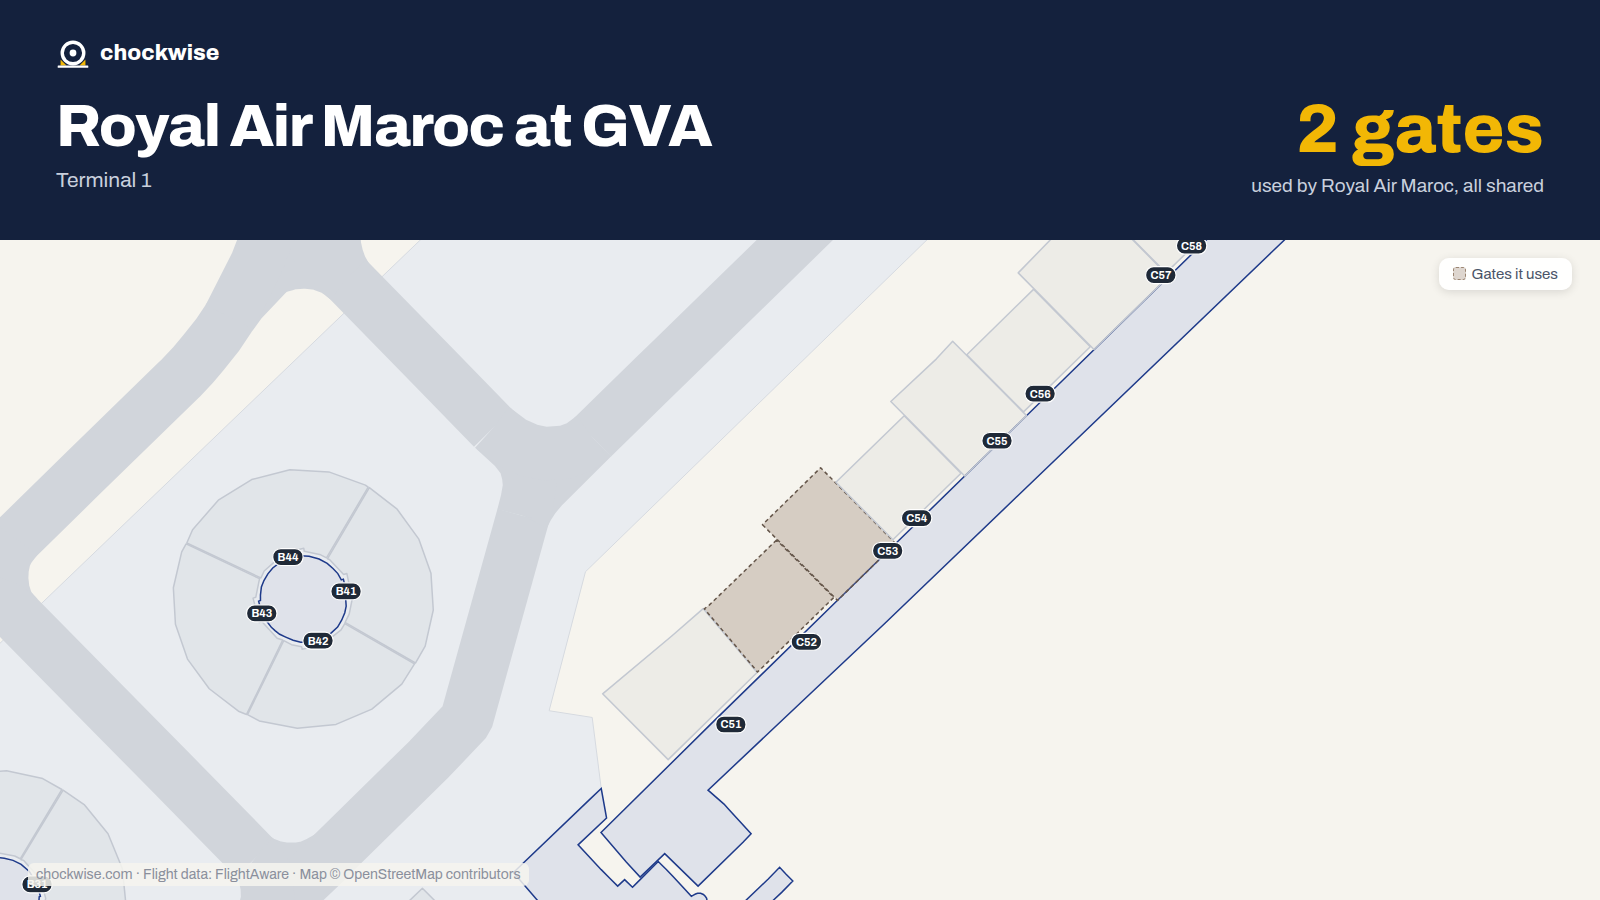 chockwise
Royal Air Maroc at GVA
Terminal 1
2 gates
used by Royal Air Maroc, all shared
Gates it uses
C58
C57
C56
C55
C54
C53
C52
C51
B44
B41
B43
B42
B31
chockwise.com · Flight data: FlightAware · Map © OpenStreetMap contributors